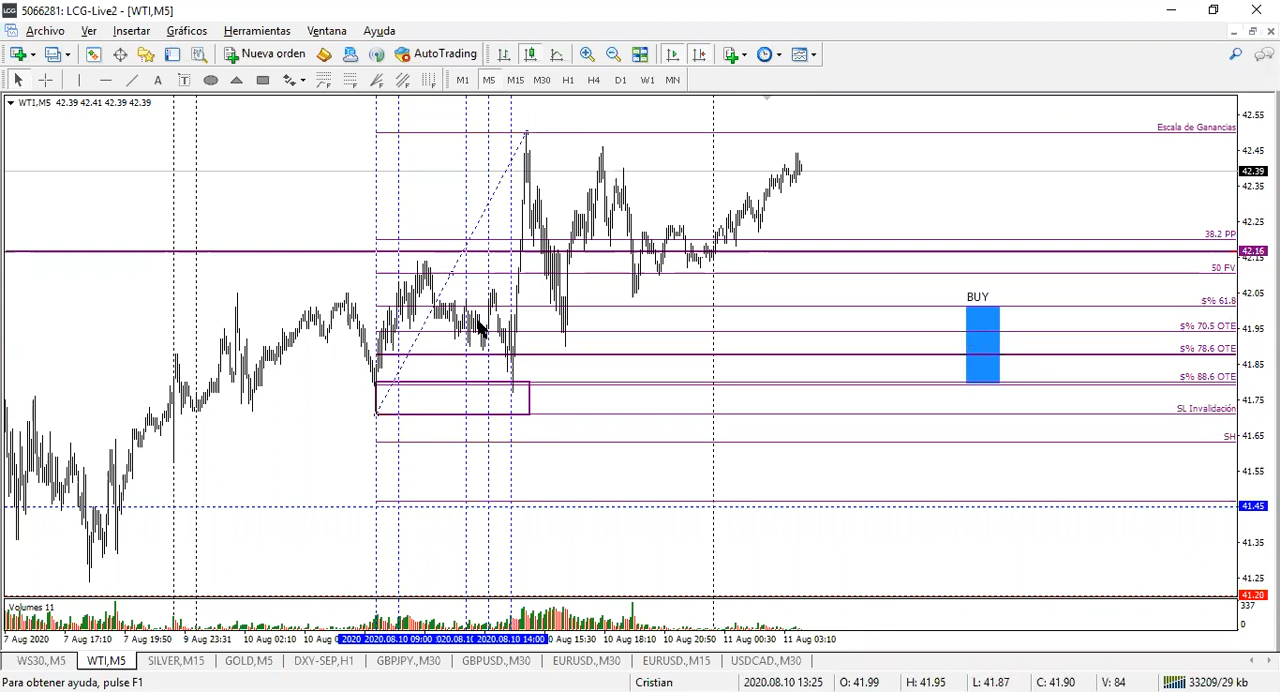 5066281: LCG-Live2 - [WTI,M5]
Archivo Ver Insertar Gráficos Herramientas Ventana Ayuda
Nueva orden AutoTrading
A T M1 M5 M15 M30 H1 H4 D1 W1 MN
WTI,M5 42.39 42.41 42.39 42.39
42.55
Escala de Ganancias
42.45
42.39
42.35
42.25
38.2 PP
42.16
42.15
50 FV
42.05
BUY
S% 61.8
41.95
S% 70.5 OTE
S% 78.6 OTE
41.85
S% 88.6 OTE
41.75
SL Invalidación
41.65
SH
41.55
41.45
41.35
41.25
41.20
Volumes 11
337
0
7 Aug 2020 7 Aug 17:10 7 Aug 19:50 9 Aug 23:31 10 Aug 02:10 10 Aug 0 2020 2020.08.10 09:00 020.08.10 2020.08.10 14:00 0 Aug 15:30 10 Aug 18:10 10 Aug 20:50 11 Aug 00:30 11 Aug 03:10
WS30.,M5 WTI,M5 SILVER,M15 GOLD,M5 DXY-SEP,H1 GBPJPY.,M30 GBPUSD.,M30 EURUSD.,M30 EURUSD.,M15 USDCAD.,M30
Para obtener ayuda, pulse F1 Cristian 2020.08.10 13:25 O: 41.99 H: 41.95 L: 41.87 C: 41.90 V: 84 33209/29 kb